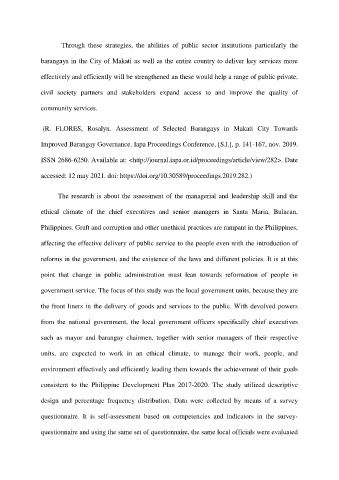 Through these strategies, the abilities of public sector institutions particularly the
barangays in the City of Makati as well as the entire country to deliver key services more
effectively and efficiently will be strengthened an these would help a range of public private,
civil society partners and stakeholders expand access to and improve the quality of
community services.
(R. FLORES, Rosalyn. Assessment of Selected Barangays in Makati City Towards
Improved Barangay Governance. Iapa Proceedings Conference, [S.l.], p. 141-167, nov. 2019.
ISSN 2686-6250. Available at: <http://journal.iapa.or.id/proceedings/article/view/282>. Date
accessed: 12 may 2021. doi: https://doi.org/10.30589/proceedings.2019.282.)
The research is about the assessment of the managerial and leadership skill and the
ethical climate of the chief executives and senior managers in Santa Maria, Bulacan,
Philippines. Graft and corruption and other unethical practices are rampant in the Philippines,
affecting the effective delivery of public service to the people even with the introduction of
reforms in the government, and the existence of the laws and different policies. It is at this
point that change in public administration must lean towards reformation of people in
government service. The focus of this study was the local government units, because they are
the front liners in the delivery of goods and services to the public. With devolved powers
from the national government, the local government officers specifically chief executives
such as mayor and barangay chairmen, together with senior managers of their respective
units, are expected to work in an ethical climate, to manage their work, people, and
environment effectively and efficiently leading them towards the achievement of their goals
consistent to the Philippine Development Plan 2017-2020. The study utilized descriptive
design and percentage frequency distribution. Data were collected by means of a survey
questionnaire. It is self-assessment based on competencies and indicators in the survey-
questionnaire and using the same set of questionnaire, the same local officials were evaluated